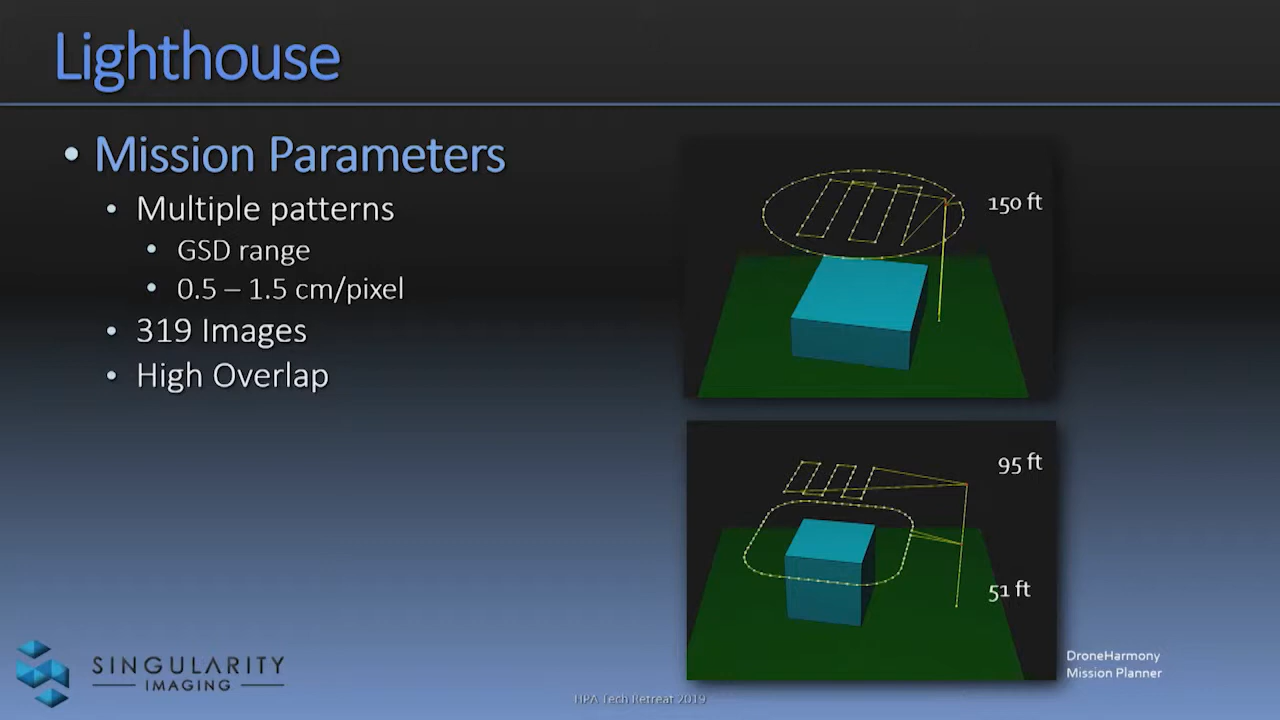 Lighthouse
• Mission Parameters
• Multiple patterns
• GSD range
• 0.5 – 1.5 cm/pixel
• 319 Images
• High Overlap
150 ft
95 ft
51 ft
DroneHarmony
Mission Planner
SINGULARITY
IMAGING
HPA Tech Retreat 2019